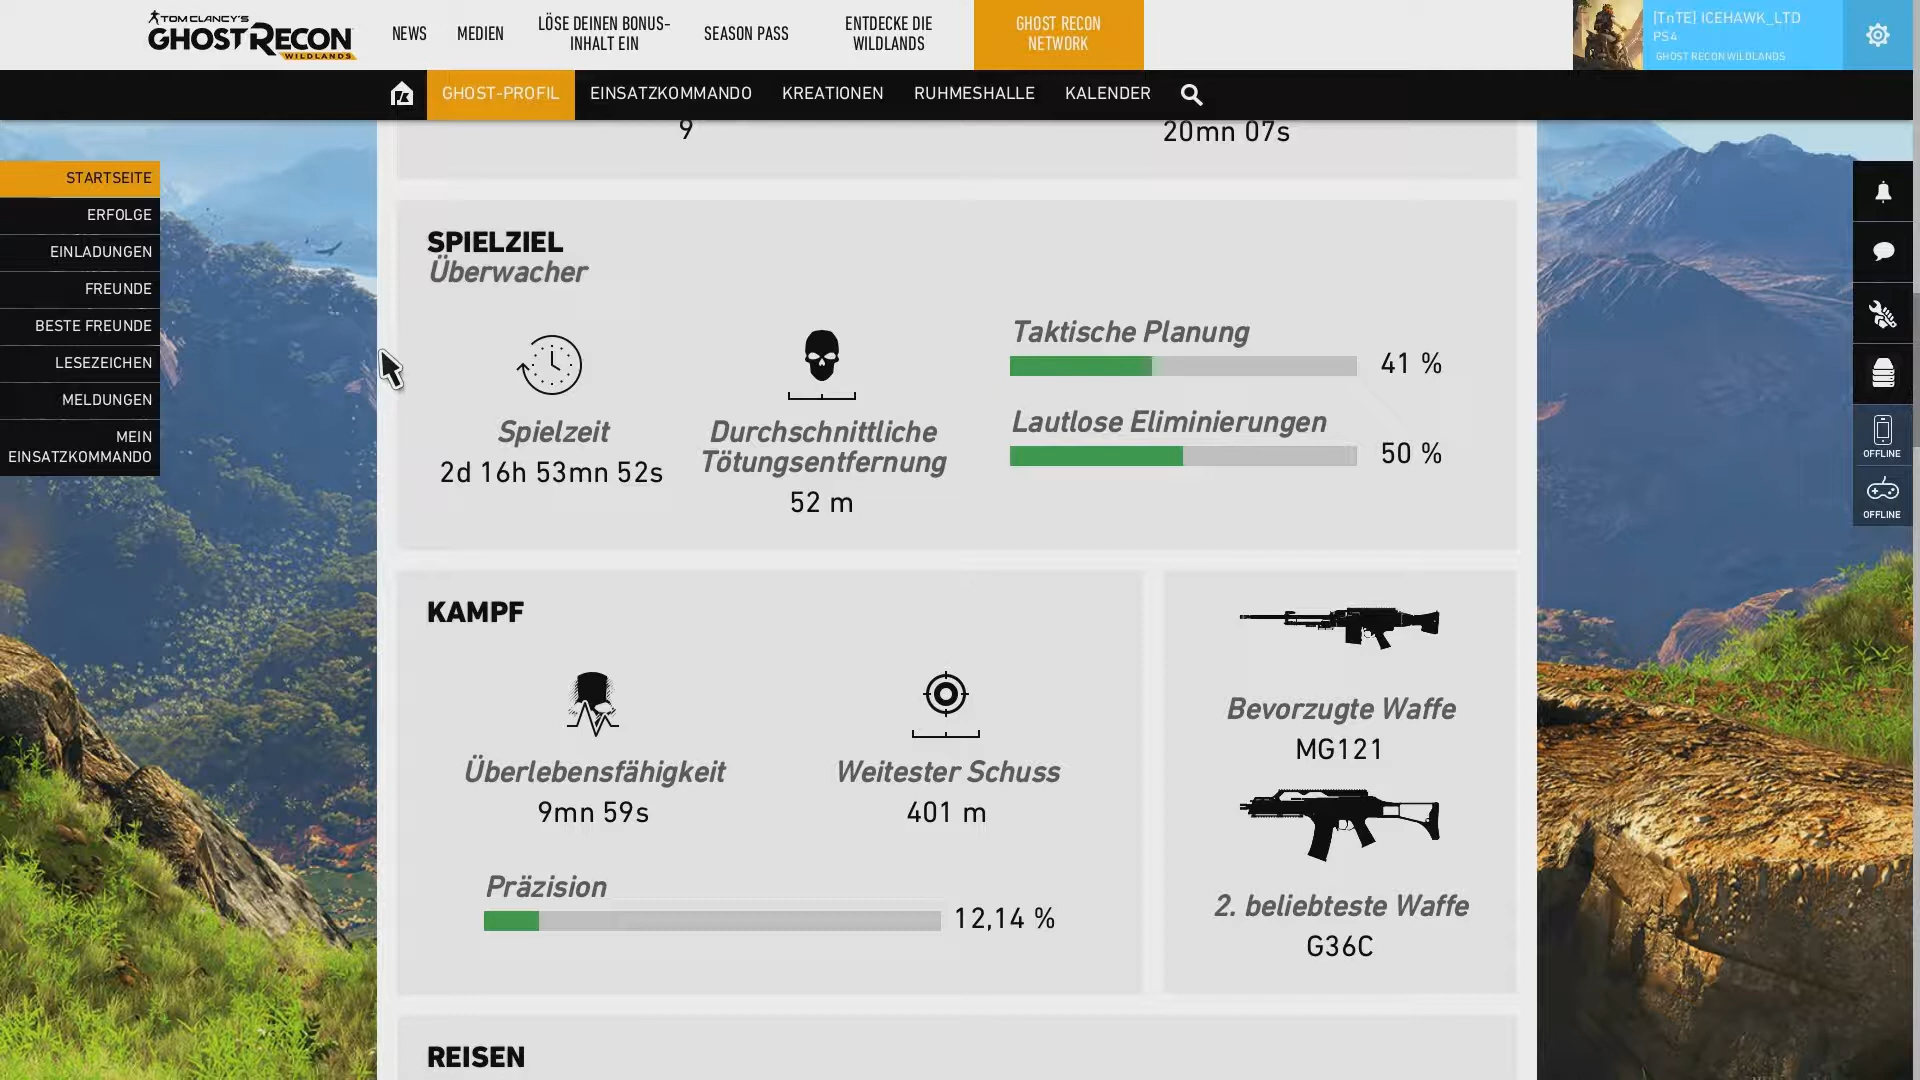 TOM CLANCY'S
GHOST RECON
WILDLANDS
NEWS
MEDIEN
LÖSE DEINEN BONUS-
INHALT EIN
SEASON PASS
ENTDECKE DIE
WILDLANDS
GHOST RECON
NETWORK
[TnTE] ICEHAWK_LTD
PS4
GHOST RECON WILDLANDS
GHOST-PROFIL
EINSATZKOMMANDO
KREATIONEN
RUHMESHALLE
KALENDER
9
20mn 07s
STARTSEITE
ERFOLGE
EINLADUNGEN
FREUNDE
BESTE FREUNDE
LESEZEICHEN
MELDUNGEN
MEIN
EINSATZKOMMANDO
SPIELZIEL
Überwacher
Spielzeit
2d 16h 53mn 52s
Durchschnittliche
Tötungsentfernung
52 m
Taktische Planung
41 %
Lautlose Eliminierungen
50 %
OFFLINE
OFFLINE
KAMPF
Überlebensfähigkeit
9mn 59s
Weitester Schuss
401 m
Präzision
12,14 %
Bevorzugte Waffe
MG121
2. beliebteste Waffe
G36C
REISEN